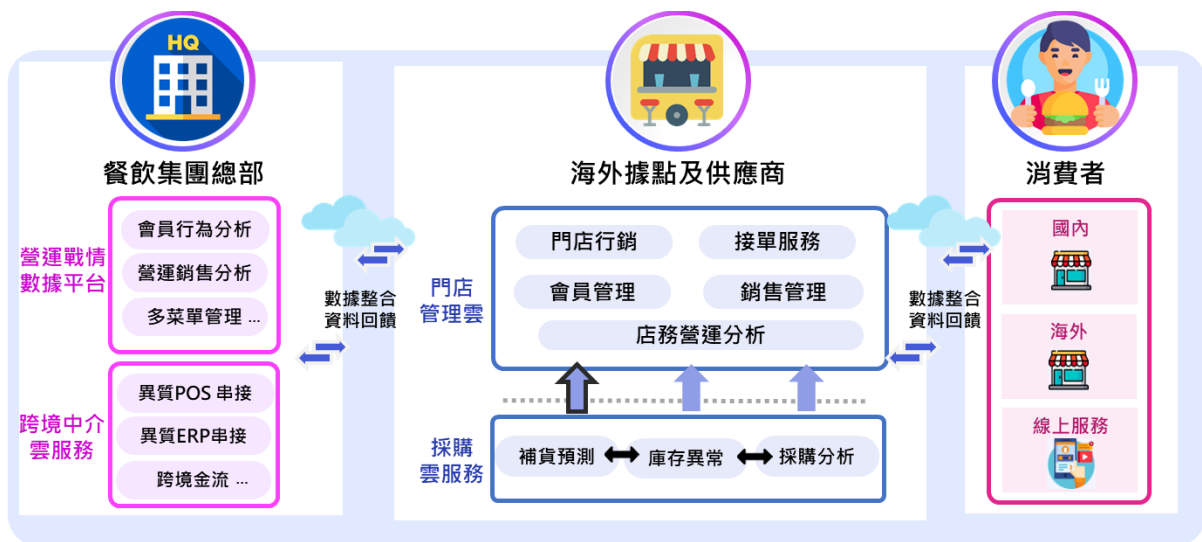 HQ
餐飲集團總部
營運戰情
數據平台
會員行為分析
營運銷售分析
多菜單管理 ...
跨境中介
雲服務
異質POS 串接
異質ERP串接
跨境金流 ...
數據整合
資料回饋
海外據點及供應商
門店
管理雲
門店行銷
接單服務
會員管理
銷售管理
店務營運分析
採購
雲服務
補貨預測
庫存異常
採購分析
數據整合
資料回饋
消費者
國內
海外
線上服務